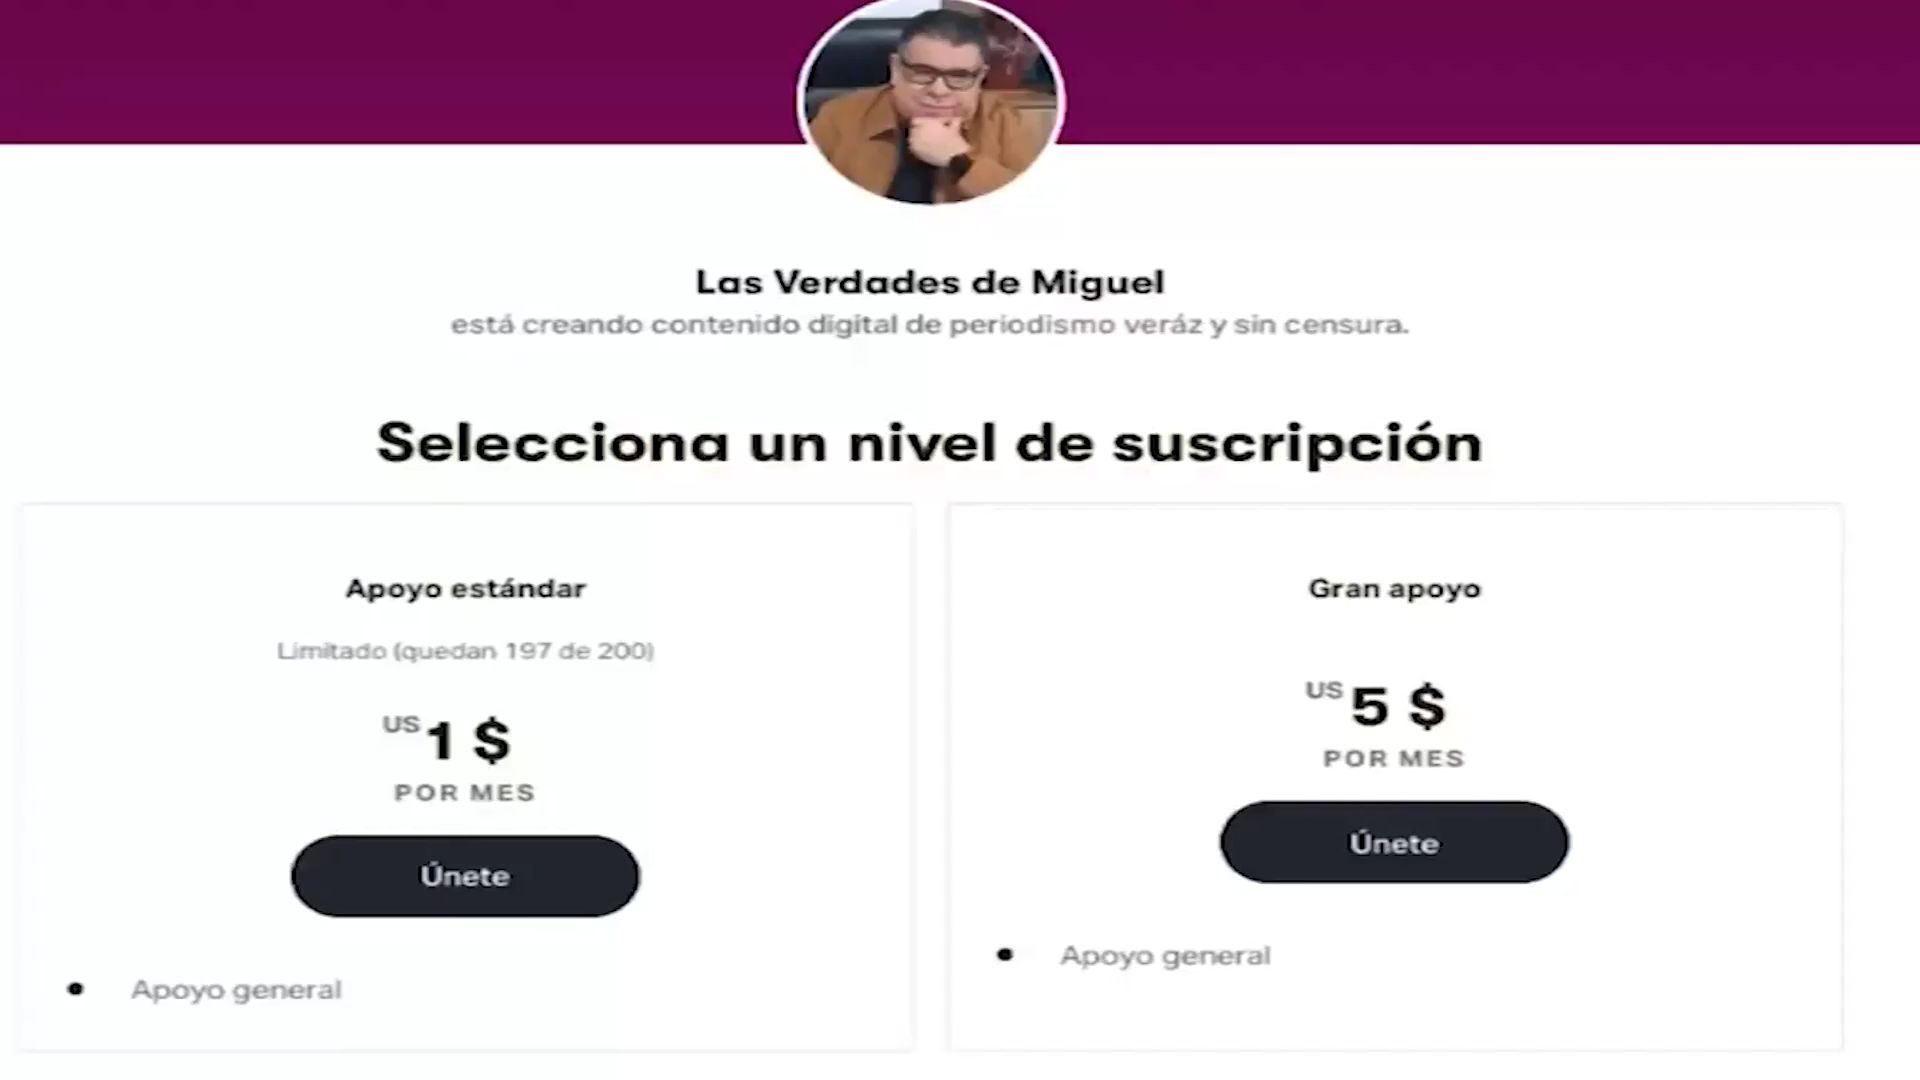 Las Verdades de Miguel
está creando contenido digital de periodismo veráz y sin censura.
Selecciona un nivel de suscripción
Apoyo estándar
Limitado (quedan 197 de 200)
US 1 $
POR MES
Únete
• Apoyo general
Gran apoyo
US 5 $
POR MES
Únete
• Apoyo general